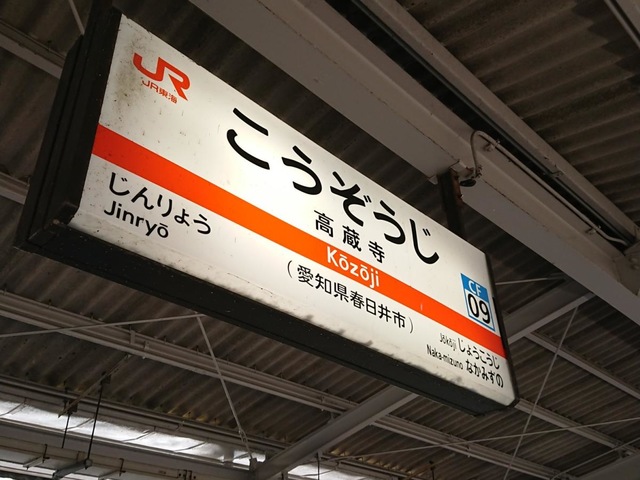 JR
JR東海
こうぞうじ
高蔵寺
Kōzōji
(愛知県春日井市)
じんりょう
Jinryō
CF
09
Jōkōji じょうこうじ
Naka-mizuno なかみずの